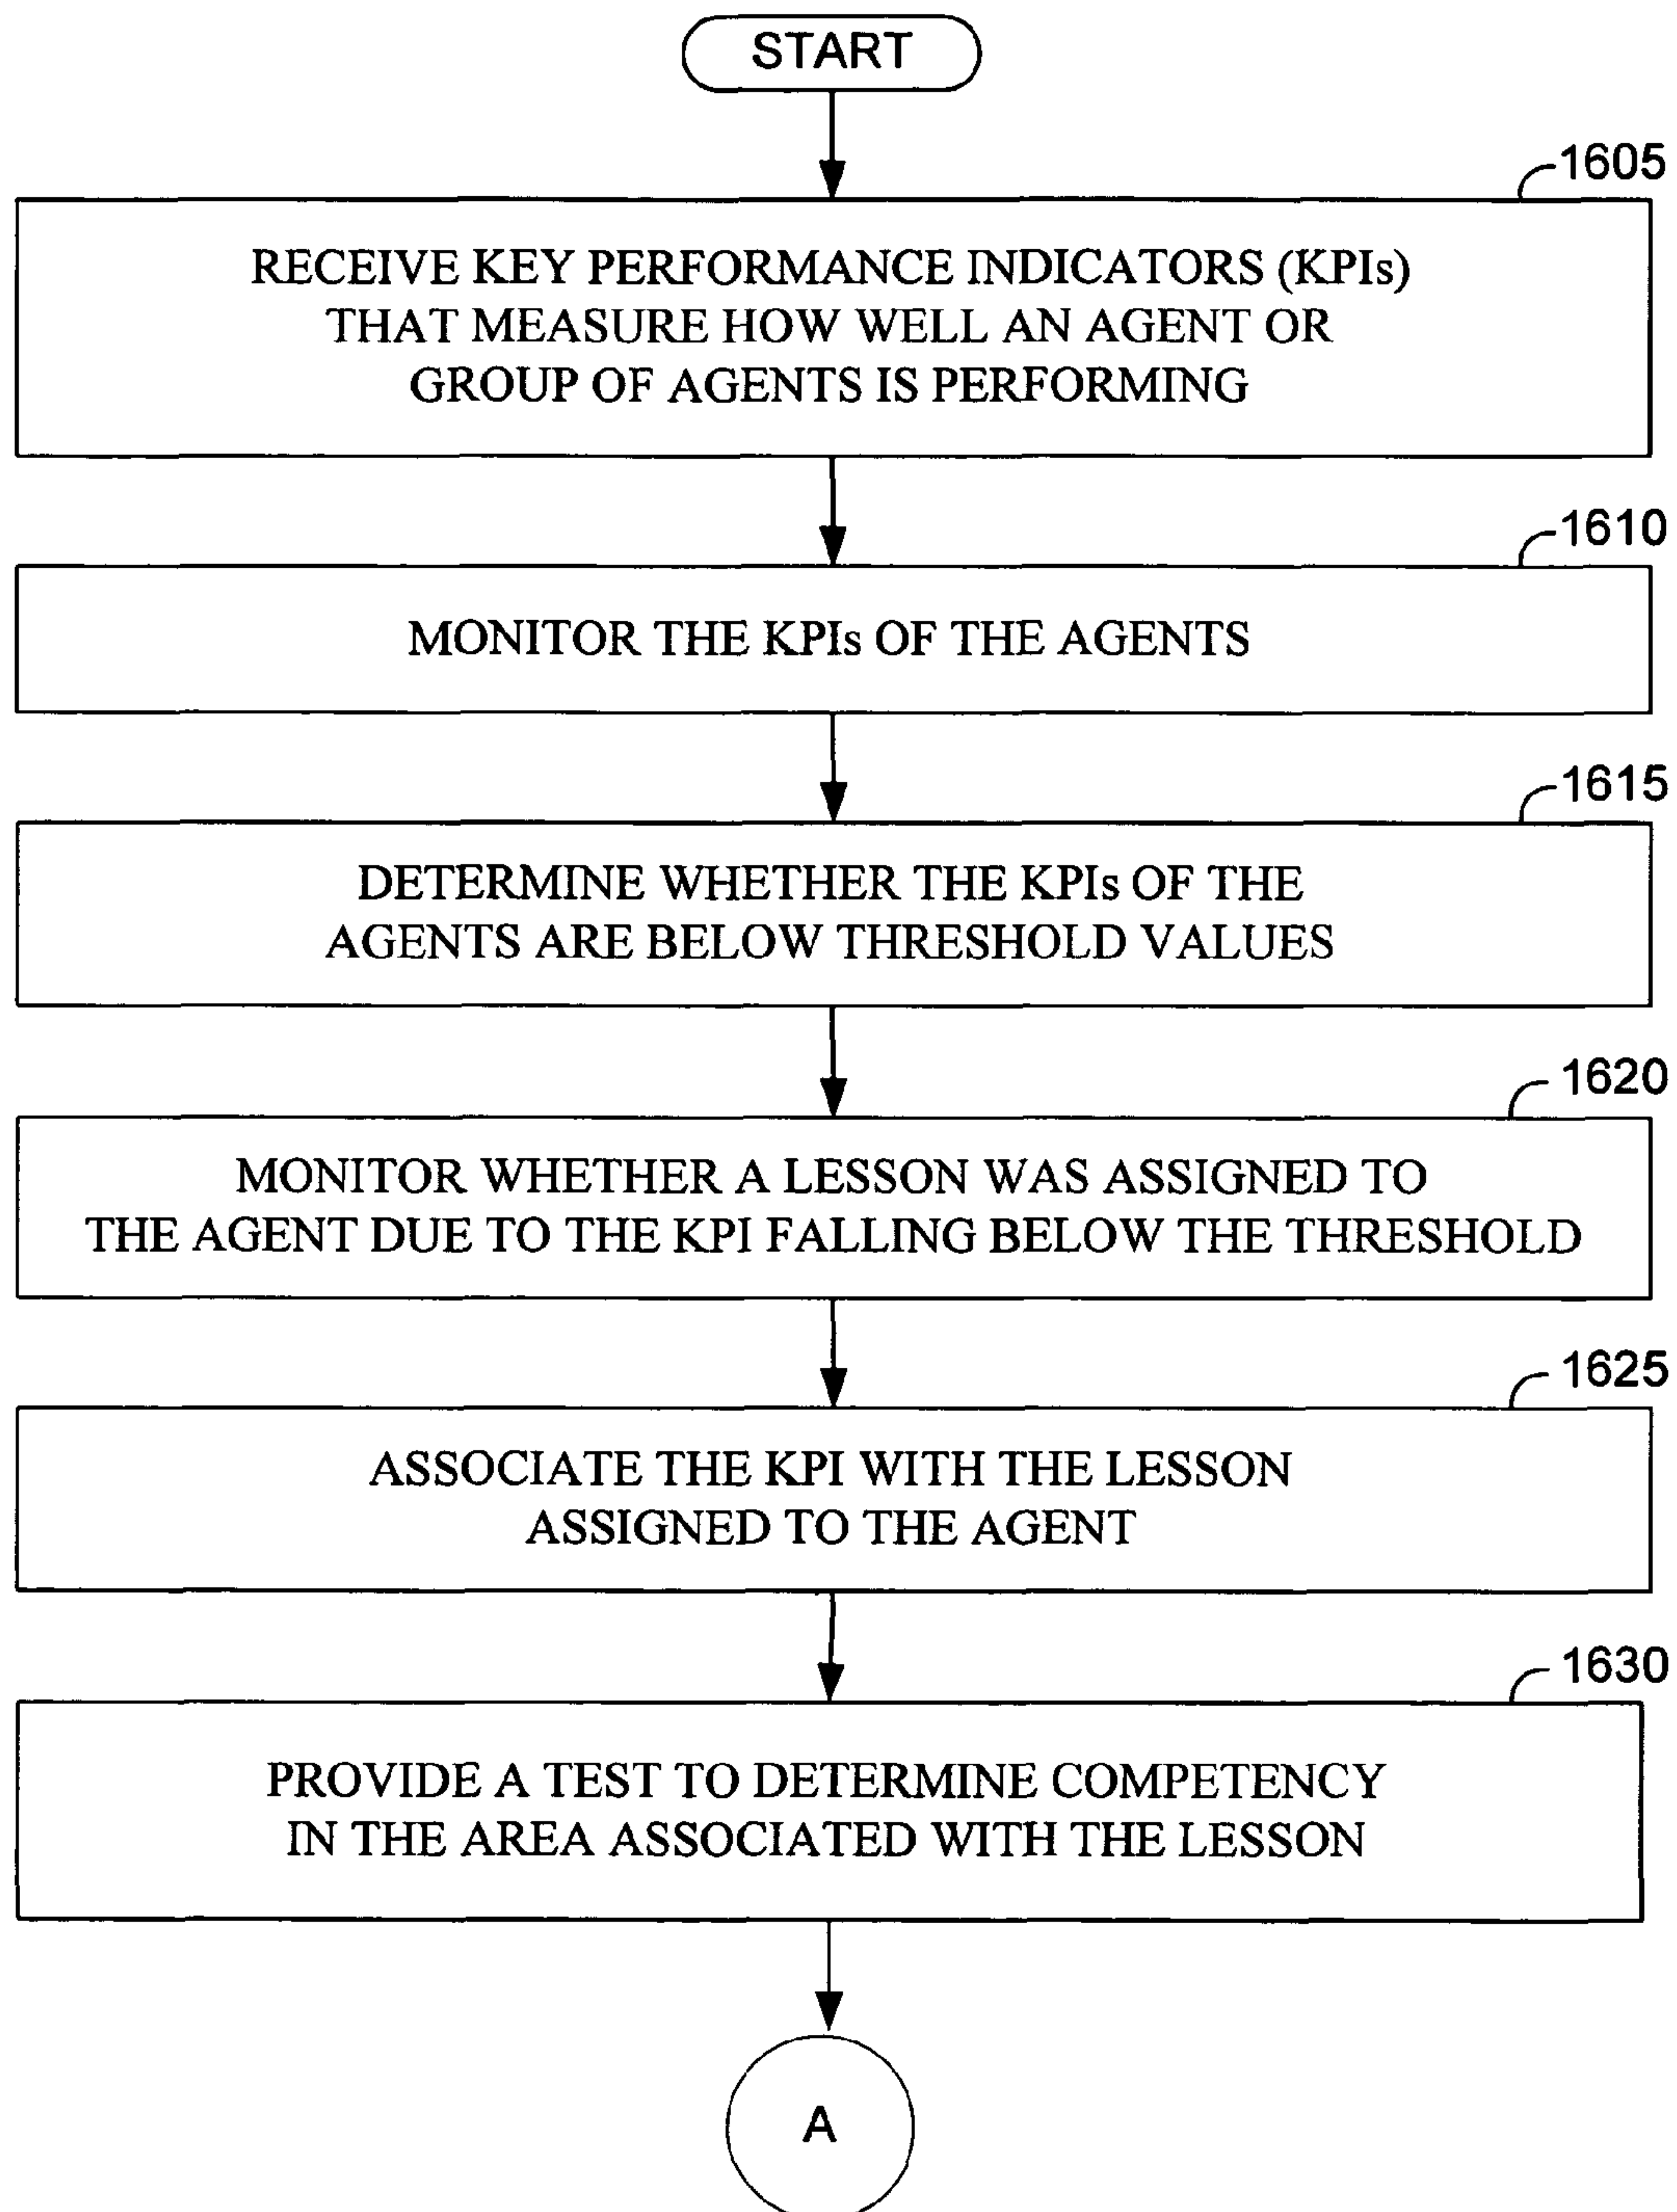 START
1605
RECEIVE KEY PERFORMANCE INDICATORS (KPIs)
THAT MEASURE HOW WELL AN AGENT OR
GROUP OF AGENTS IS PERFORMING
1610
MONITOR THE KPIs OF THE AGENTS
1615
DETERMINE WHETHER THE KPIs OF THE
AGENTS ARE BELOW THRESHOLD VALUES
1620
MONITOR WHETHER A LESSON WAS ASSIGNED TO
THE AGENT DUE TO THE KPI FALLING BELOW THE THRESHOLD
1625
ASSOCIATE THE KPI WITH THE LESSON
ASSIGNED TO THE AGENT
1630
PROVIDE A TEST TO DETERMINE COMPETENCY
IN THE AREA ASSOCIATED WITH THE LESSON
A